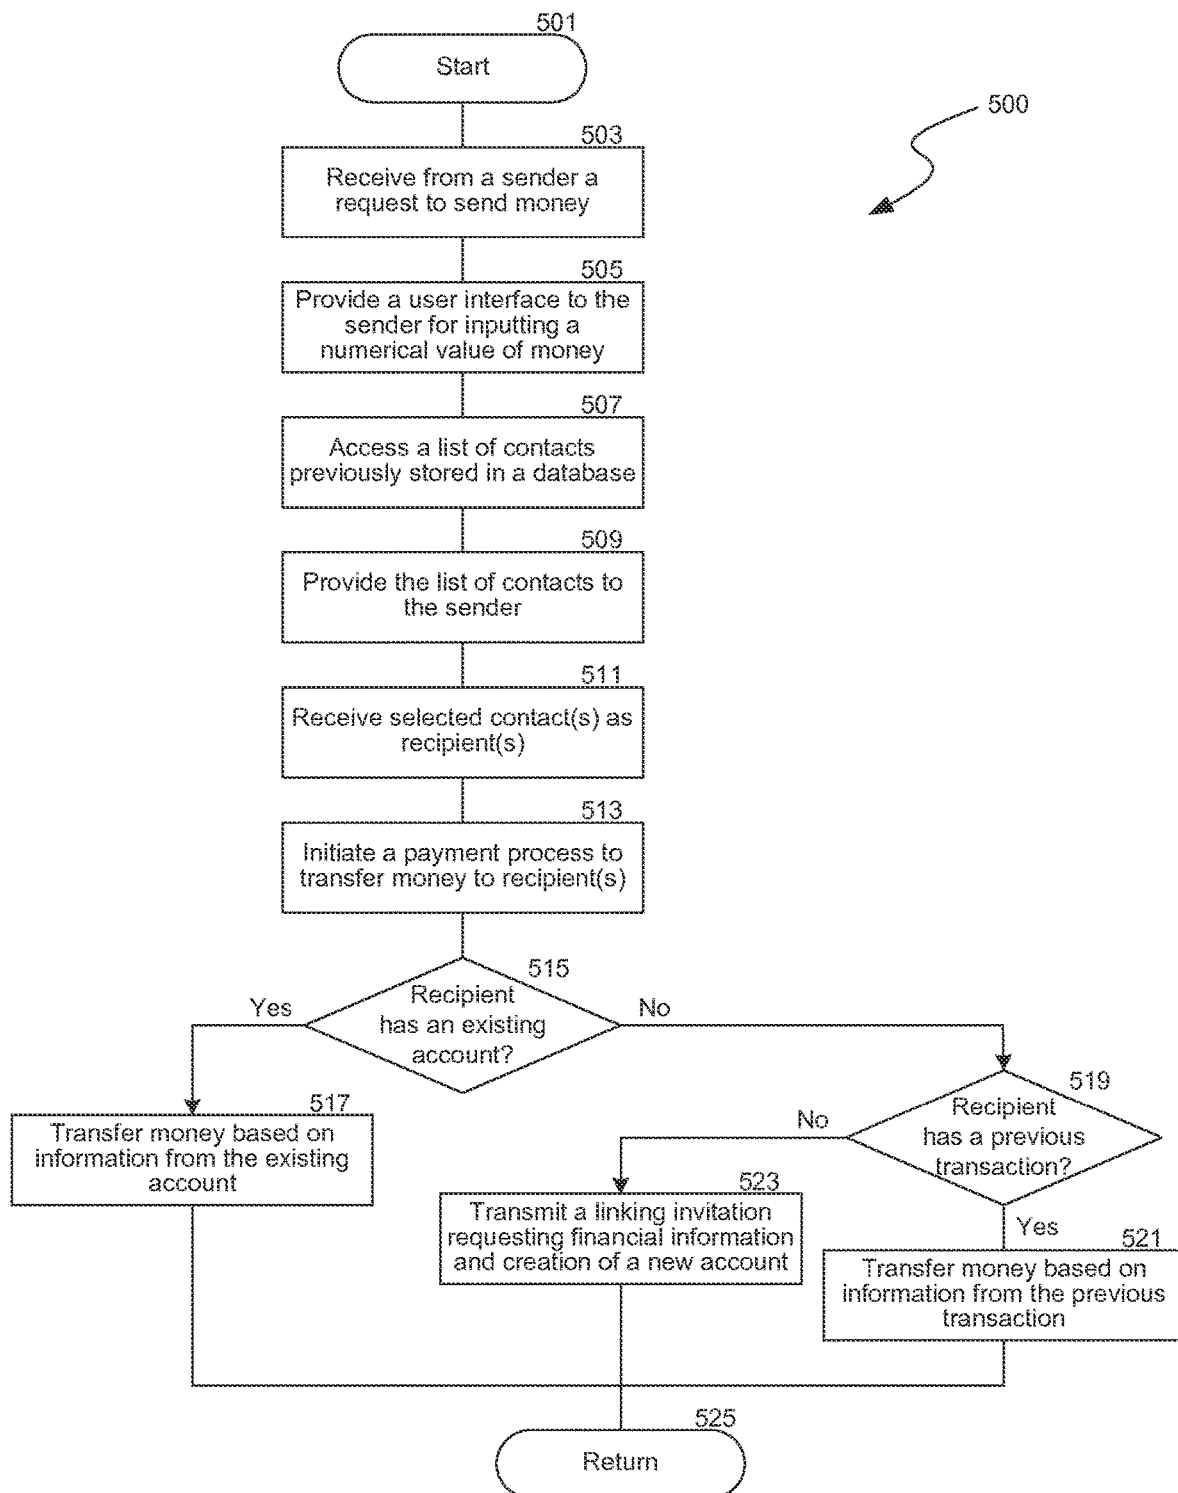 501
Start
500
503
Receive from a sender a
request to send money
505
Provide a user interface to the
sender for inputting a
numerical value of money
507
Access a list of contacts
previously stored in a database
509
Provide the list of contacts to
the sender
511
Receive selected contact(s) as
recipient(s)
513
Initiate a payment process to
transfer money to recipient(s)
515
Recipient
has an existing
account?
Yes
No
517
Transfer money based on
information from the existing
account
519
Recipient
has a previous
transaction?
No
Yes
523
Transmit a linking invitation
requesting financial information
and creation of a new account
521
Transfer money based on
information from the previous
transaction
525
Return